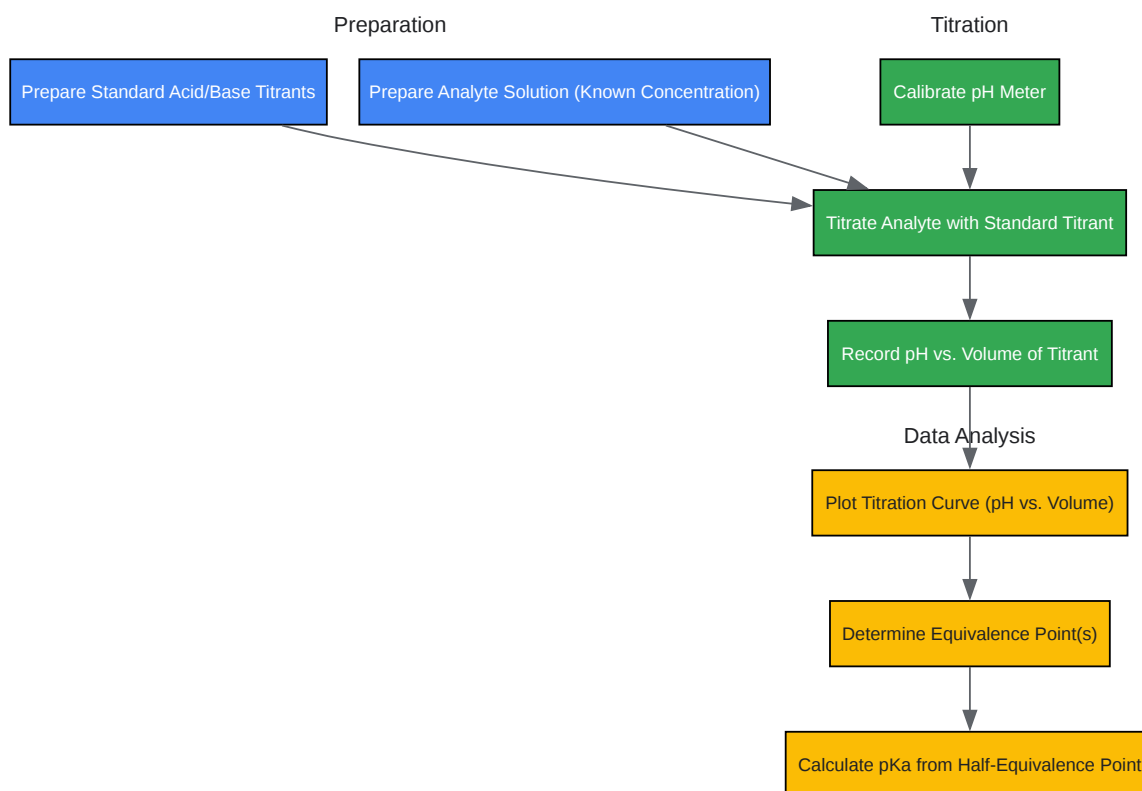 Preparation
Titration
Prepare Standard Acid/Base Titrants
Prepare Analyte Solution (Known Concentration)
Calibrate pH Meter
Titrate Analyte with Standard Titrant
Record pH vs. Volume of Titrant
Data Analysis
Plot Titration Curve (pH vs. Volume)
Determine Equivalence Point(s)
Calculate pKa from Half-Equivalence Point